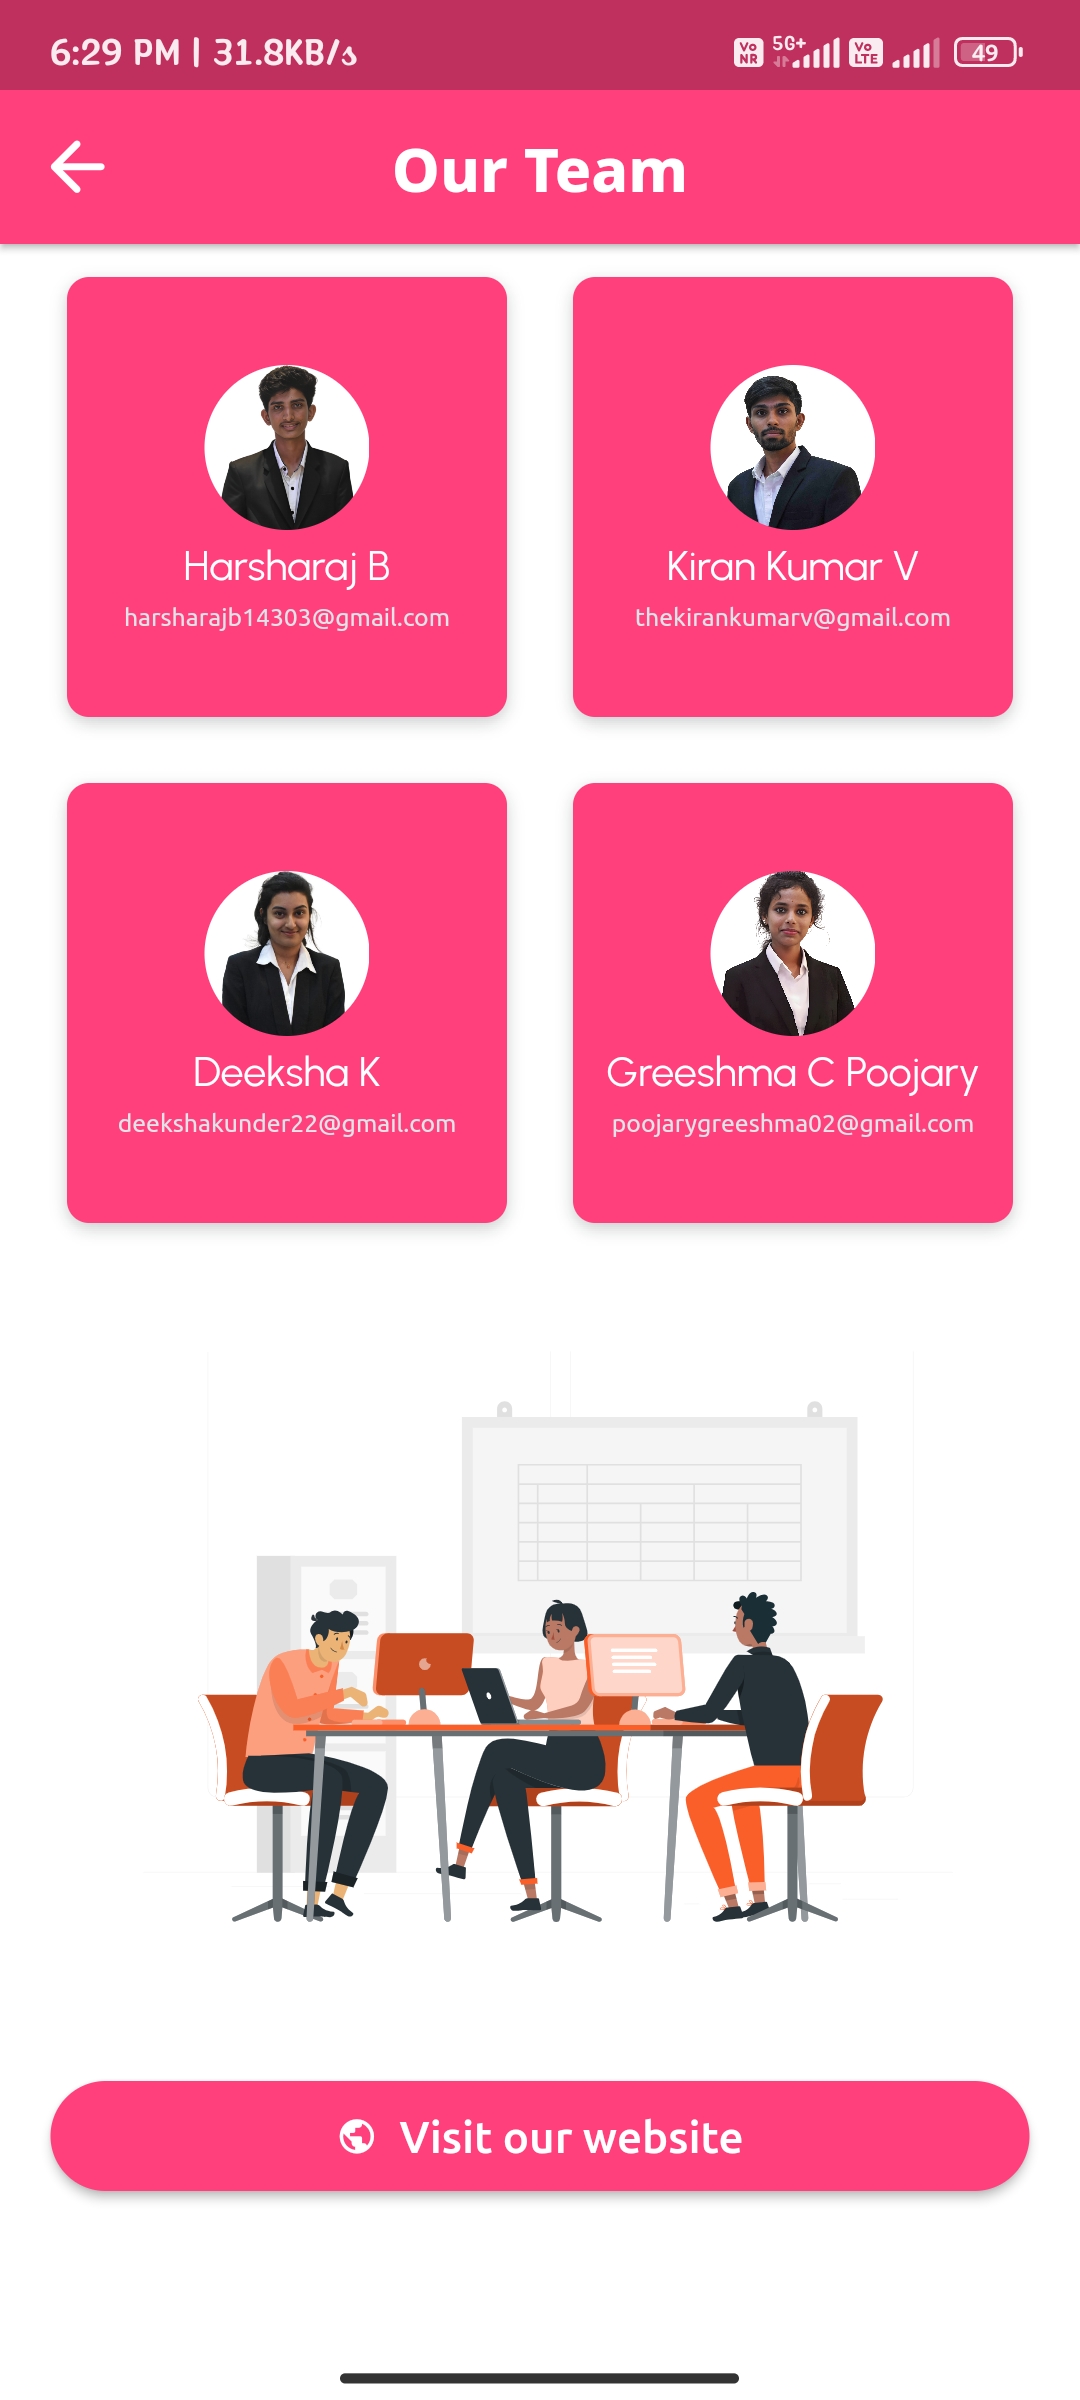 6:29 PM | 31.8KB/s
Vo NR 5G+ Vo LTE 49
Our Team
Harsharaj B
harsharajb14303@gmail.com
Kiran Kumar V
thekirankumarv@gmail.com
Deeksha K
deekshakunder22@gmail.com
Greeshma C Poojary
poojarygreeshma02@gmail.com
Visit our website